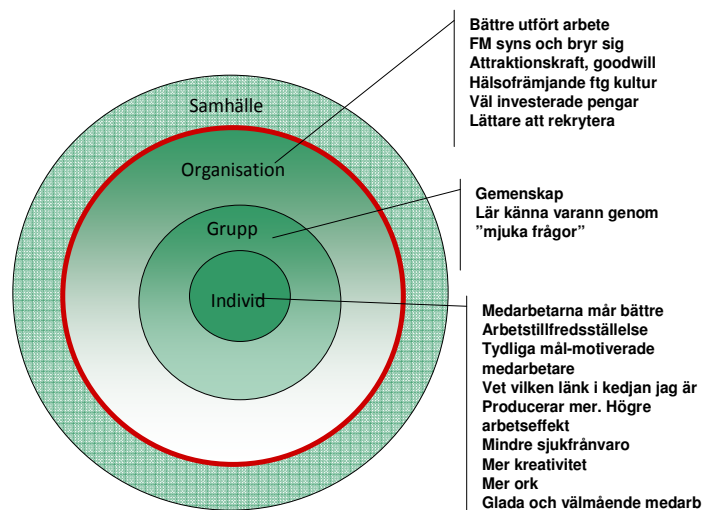 Bättre utfört arbete
FM syns och bryr sig
Attraktionskraft, goodwill
Hälsofrämjande ftg kultur
Väl investerade pengar
Lättare att rekrytera
Samhälle
Organisation
Gemenskap
Lär känna varann genom
”mjuka frågor”
Grupp
Individ
Medarbetarna mår bättre
Arbetstillfredsställelse
Tydliga mål-motiverade
medarbetare
Vet vilken länk i kedjan jag är
Producerar mer. Högre
arbetseffekt
Mindre sjukfrånvaro
Mer kreativitet
Mer ork
Glada och välmående medarb